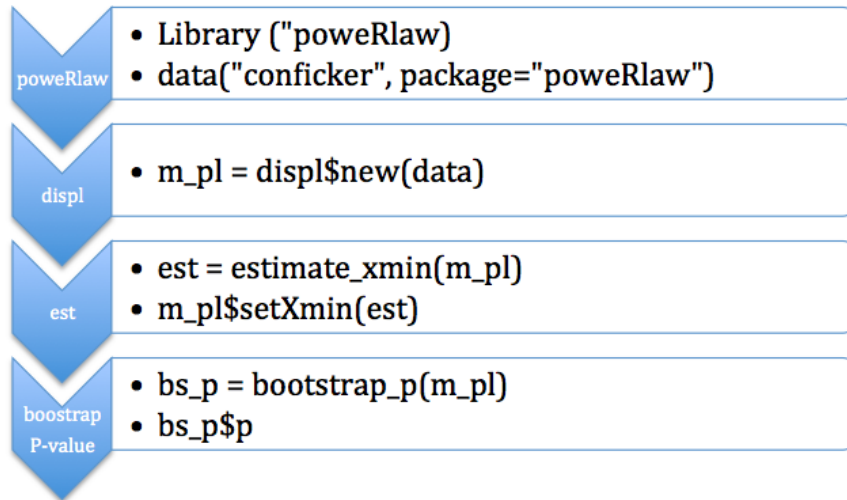 poweRlaw
• Library ("poweRlaw)
• data("conficker", package="poweRlaw")
displ
• m_pl = displ$new(data)
est
• est = estimate_xmin(m_pl)
• m_pl$setXmin(est)
boostrap
P-value
• bs_p = bootstrap_p(m_pl)
• bs_p$p